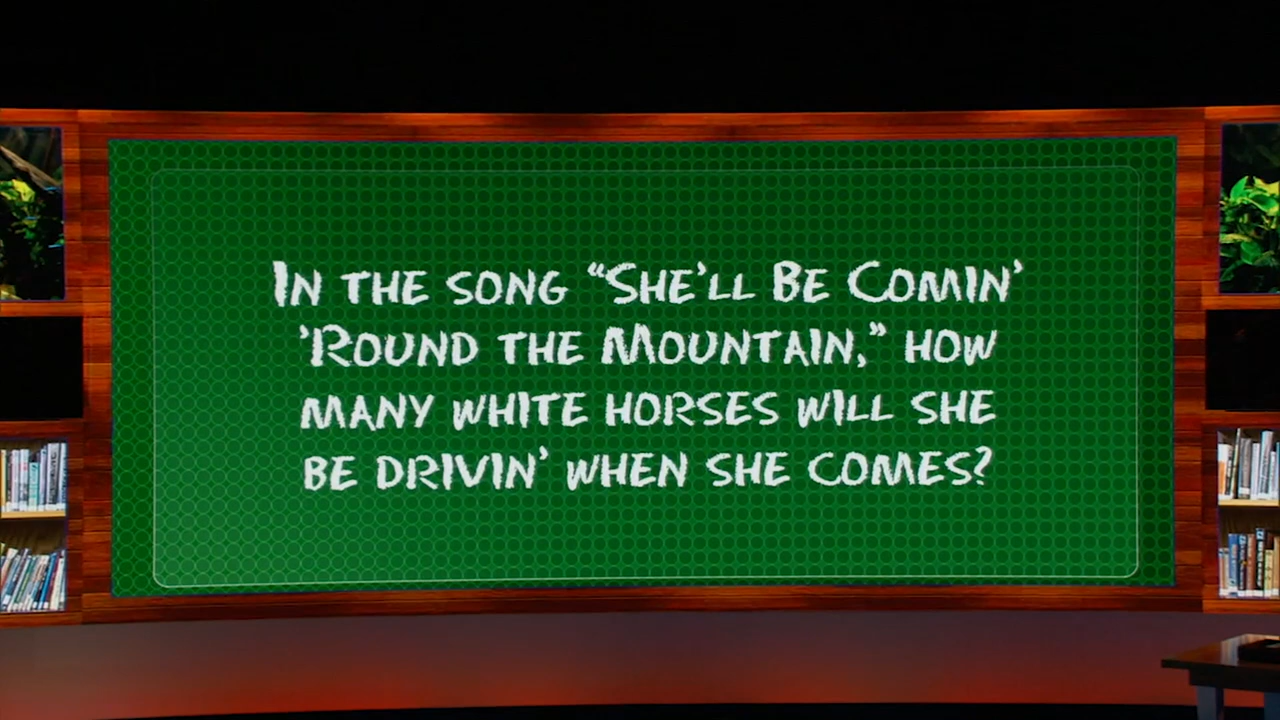 In the song “She’ll Be Comin’
’Round the Mountain,” how
many white horses will she
be drivin’ when she comes?